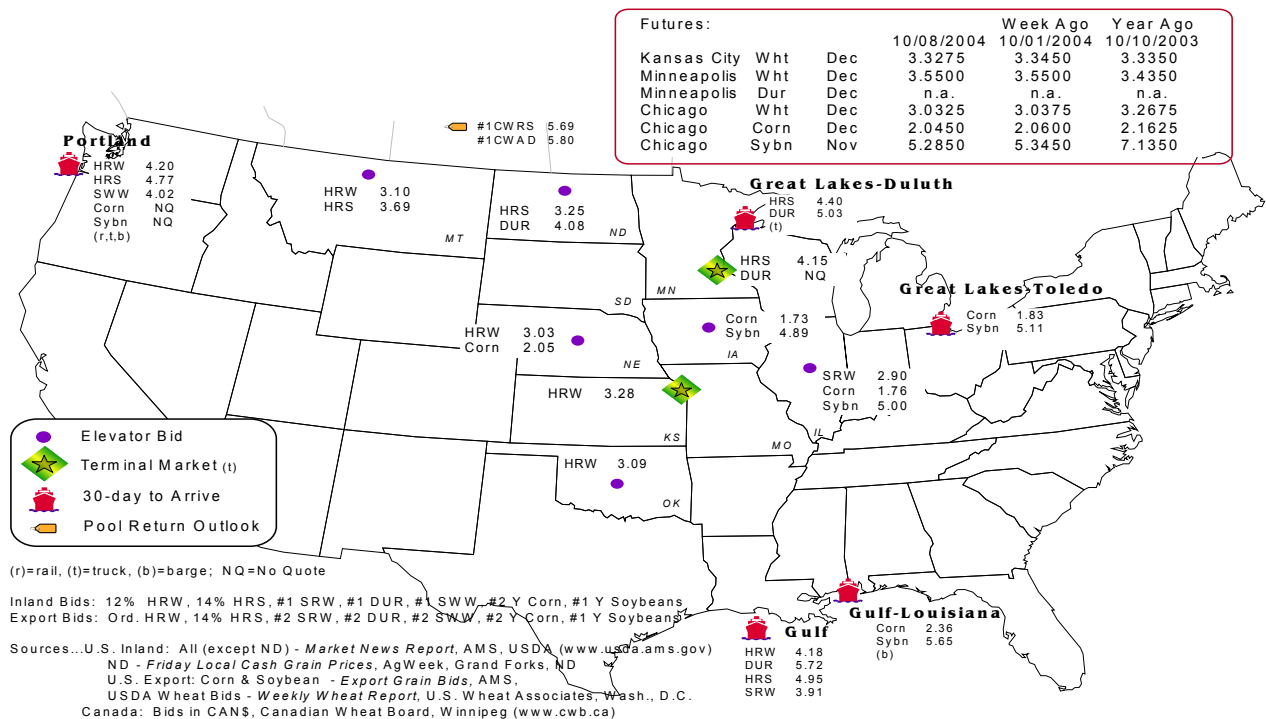 Futures: Week Ago Year Ago
10/08/2004 10/01/2004 10/10/2003
Kansas City Wht Dec 3.3275 3.3450 3.3350
Minneapolis Wht Dec 3.5500 3.5500 3.4350
Minneapolis Dur Dec n.a. n.a. n.a.
Chicago Wht Dec 3.0325 3.0375 3.2675
Chicago Corn Dec 2.0450 2.0600 2.1625
Chicago Sybn Nov 5.2850 5.3450 7.1350
#1CWRS 5.69
#1CWAD 5.80
Portland
HRW 4.20
HRS 4.77
SWW 4.02
Corn NQ
Sybn NQ
(r,t,b)
HRW 3.10
HRS 3.69
MT
HRS 3.25
DUR 4.08
ND
Great Lakes-Duluth
HRS 4.40
DUR 5.03
(t)
HRS 4.15
DUR NQ
MN
SD
Great Lakes-Toledo
Corn 1.83
Sybn 5.11
HRW 3.03
Corn 2.05
NE
Corn 1.73
Sybn 4.89
IA
SRW 2.90
Corn 1.76
Sybn 5.00
IL
HRW 3.28
KS
MO
HRW 3.09
OK
Elevator Bid
Terminal Market (t)
30-day to Arrive
Pool Return Outlook
Gulf-Louisiana
Corn 2.36
Sybn 5.65
(b)
Gulf
HRW 4.18
DUR 5.72
HRS 4.95
SRW 3.91
(r)=rail, (t)=truck, (b)=barge; NQ=No Quote
Inland Bids: 12% HRW, 14% HRS, #1 SRW, #1 DUR, #1 SWW, #2 Y Corn, #1 Y Soybeans
Export Bids: Ord. HRW, 14% HRS, #2 SRW, #2 DUR, #2 SWW, #2 Y Corn, #1 Y Soybeans
Sources...U.S. Inland: All (except ND) - Market News Report, AMS, USDA (www.usda.ams.gov)
ND - Friday Local Cash Grain Prices, AgWeek, Grand Forks, ND
U.S. Export: Corn & Soybean - Export Grain Bids, AMS,
USDA Wheat Bids - Weekly Wheat Report, U.S. Wheat Associates, Wash., D.C.
Canada: Bids in CAN$, Canadian Wheat Board, Winnipeg (www.cwb.ca)